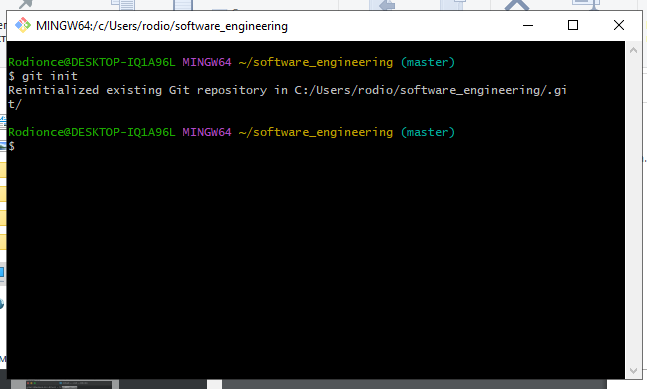 MINGW64:/c/Users/rodio/software_engineering
Rodionce@DESKTOP-IQ1A96L MINGW64 ~/software_engineering (master)
$ git init
Reinitialized existing Git repository in C:/Users/rodio/software_engineering/.gi
t/
Rodionce@DESKTOP-IQ1A96L MINGW64 ~/software_engineering (master)
$